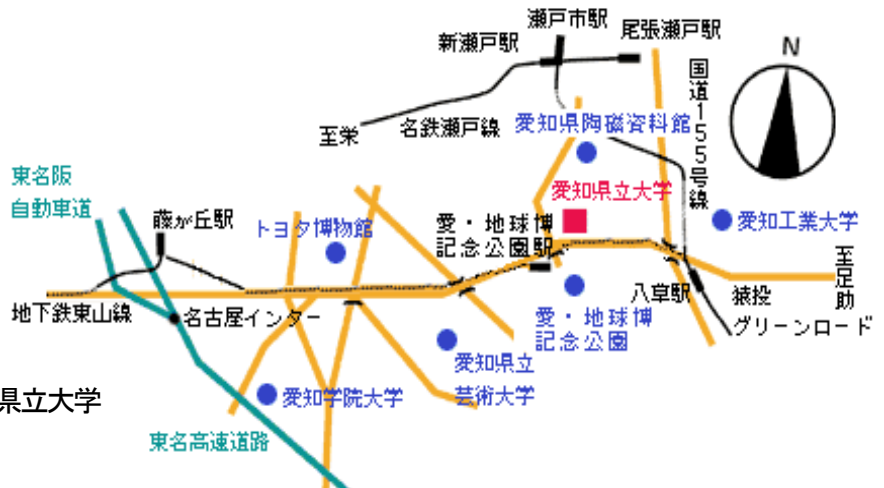 瀬戸市駅
尾張瀬戸駅
新瀬戸駅
N
国道155号線
至栄
名鉄瀬戸線
愛知県陶磁資料館
東名阪
自動車道
愛知県立大学
藤が丘駅
トヨタ博物館
愛・地球博
記念公園駅
愛知工業大学
至足助
地下鉄東山線
名古屋インター
八草駅
猿投
グリーンロード
愛・地球博
記念公園
愛知県立
芸術大学
愛知学院大学
県立大学
東名高速道路